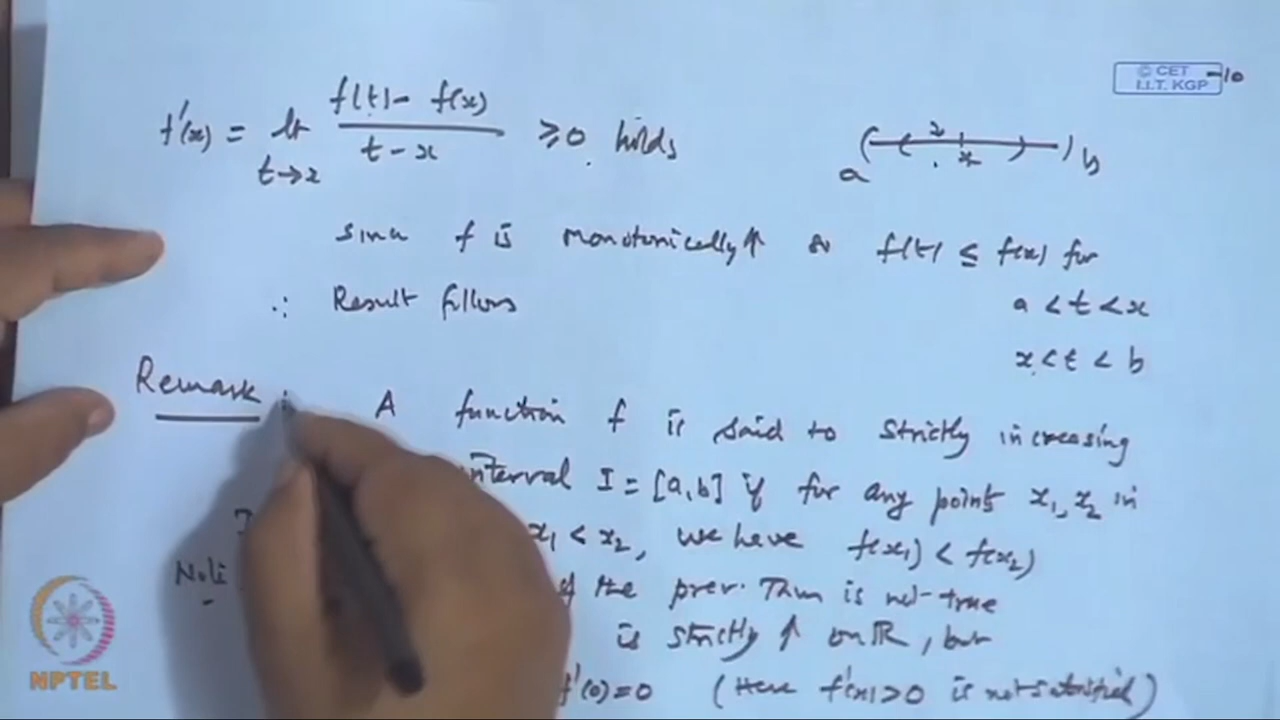 © CET
I.I.T. KGP
-10
f'(x) = lt f(t) - f(x) / t - x ≥ 0. holds
t→x
( ( x ) )
a x b
since f is monotonically ↑ so f(t) ≤ f(x) for
a < t < x
∴ Result follows
x < t < b
Remark : A function f is said to strictly increasing
interval I = [a,b] if for any points x1, x2 in
x1 < x2, we have f(x1) < f(x2)
Note
the prev. Thm is not true
is strictly ↑ on ℝ, but
f'(0) = 0 (Here f'(x) > 0 is not satisfied)
NPTEL